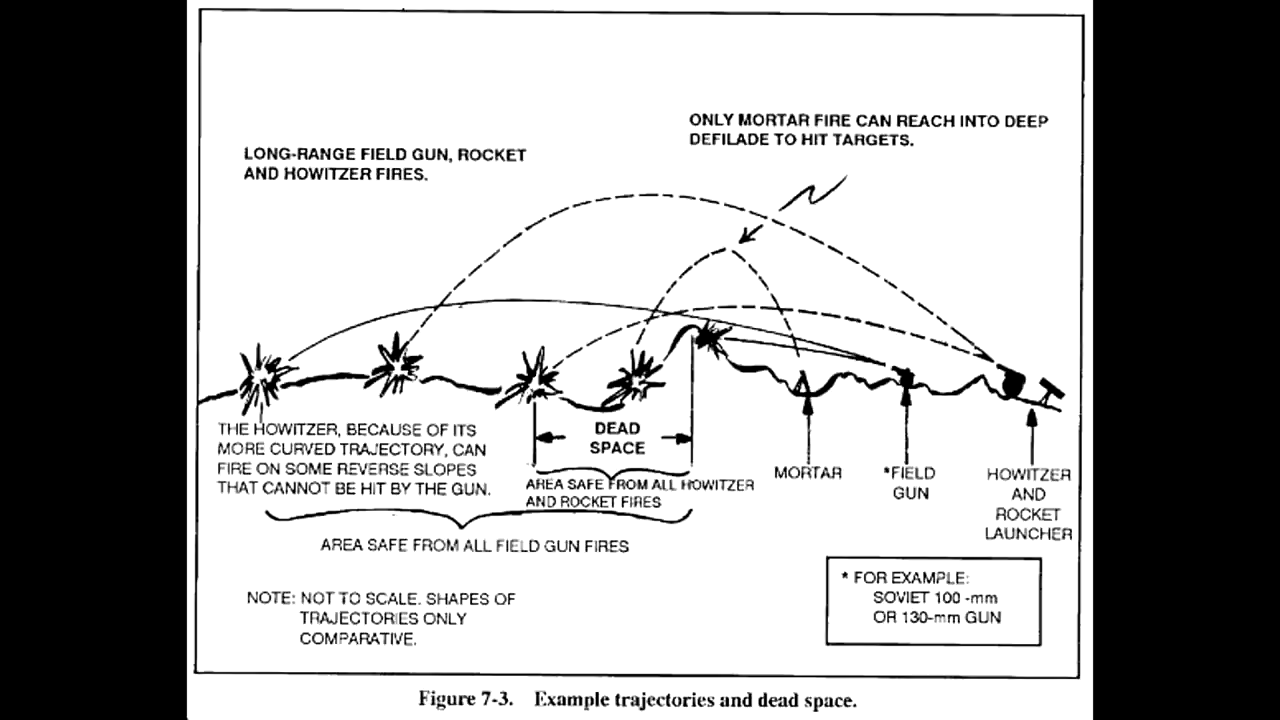 ONLY MORTAR FIRE CAN REACH INTO DEEP
DEFILADE TO HIT TARGETS.
LONG-RANGE FIELD GUN, ROCKET
AND HOWITZER FIRES.
THE HOWITZER, BECAUSE OF ITS
MORE CURVED TRAJECTORY, CAN
FIRE ON SOME REVERSE SLOPES
THAT CANNOT BE HIT BY THE GUN.
DEAD
SPACE
AREA SAFE FROM ALL HOWITZER
AND ROCKET FIRES
MORTAR
*FIELD
GUN
HOWITZER
AND
ROCKET
LAUNCHER
AREA SAFE FROM ALL FIELD GUN FIRES
* FOR EXAMPLE:
SOVIET 100 -mm
OR 130-mm GUN
NOTE: NOT TO SCALE. SHAPES OF
TRAJECTORIES ONLY
COMPARATIVE.
Figure 7-3. Example trajectories and dead space.